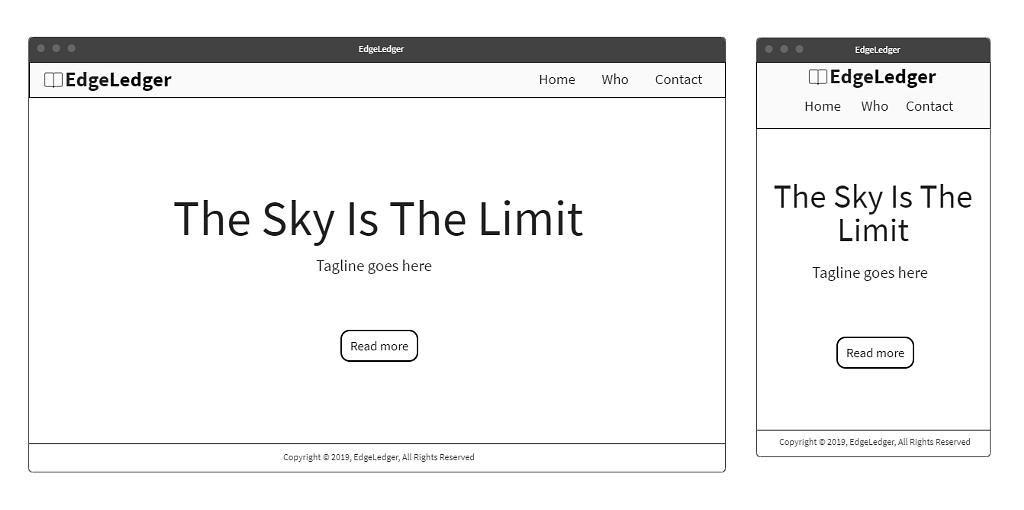 EdgeLedger
EdgeLedger
Home Who Contact
The Sky Is The Limit
Tagline goes here
Read more
Copyright © 2019, EdgeLedger, All Rights Reserved
EdgeLedger
EdgeLedger
Home Who Contact
The Sky Is The
Limit
Tagline goes here
Read more
Copyright © 2019, EdgeLedger, All Rights Reserved